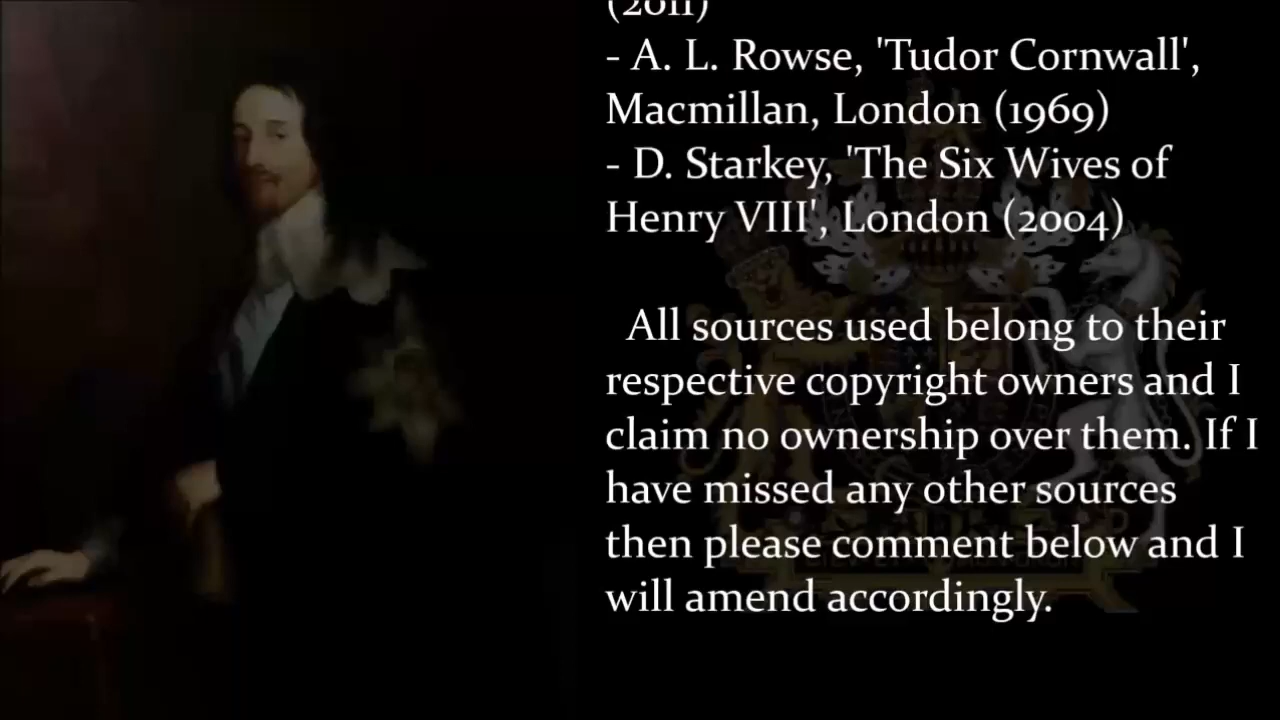 (2011)
- A. L. Rowse, 'Tudor Cornwall',
Macmillan, London (1969)
- D. Starkey, 'The Six Wives of
Henry VIII', London (2004)
All sources used belong to their
respective copyright owners and I
claim no ownership over them. If I
have missed any other sources
then please comment below and I
will amend accordingly.